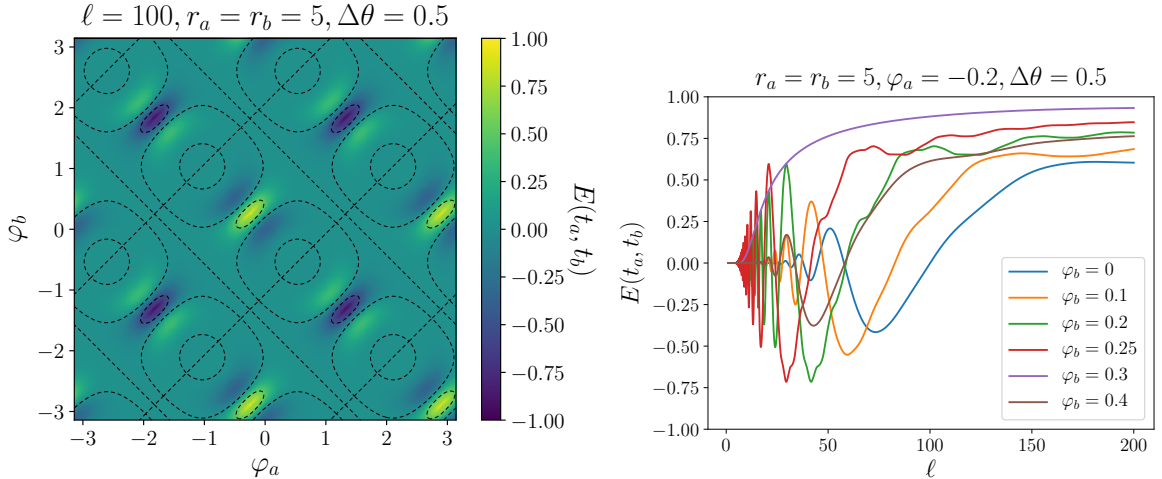 ℓ = 100, r_a = r_b = 5, Δθ = 0.5
3
2
1
0
−1
−2
−3
φ_b
−3 −2 −1 0 1 2 3
φ_a
1.00
0.75
0.50
0.25
0.00
−0.25
−0.50
−0.75
−1.00
E(t_a, t_b)
r_a = r_b = 5, φ_a = −0.2, Δθ = 0.5
1.00
0.75
0.50
0.25
0.00
−0.25
−0.50
−0.75
−1.00
E(t_a, t_b)
0 50 100 150 200
ℓ
φ_b = 0
φ_b = 0.1
φ_b = 0.2
φ_b = 0.25
φ_b = 0.3
φ_b = 0.4